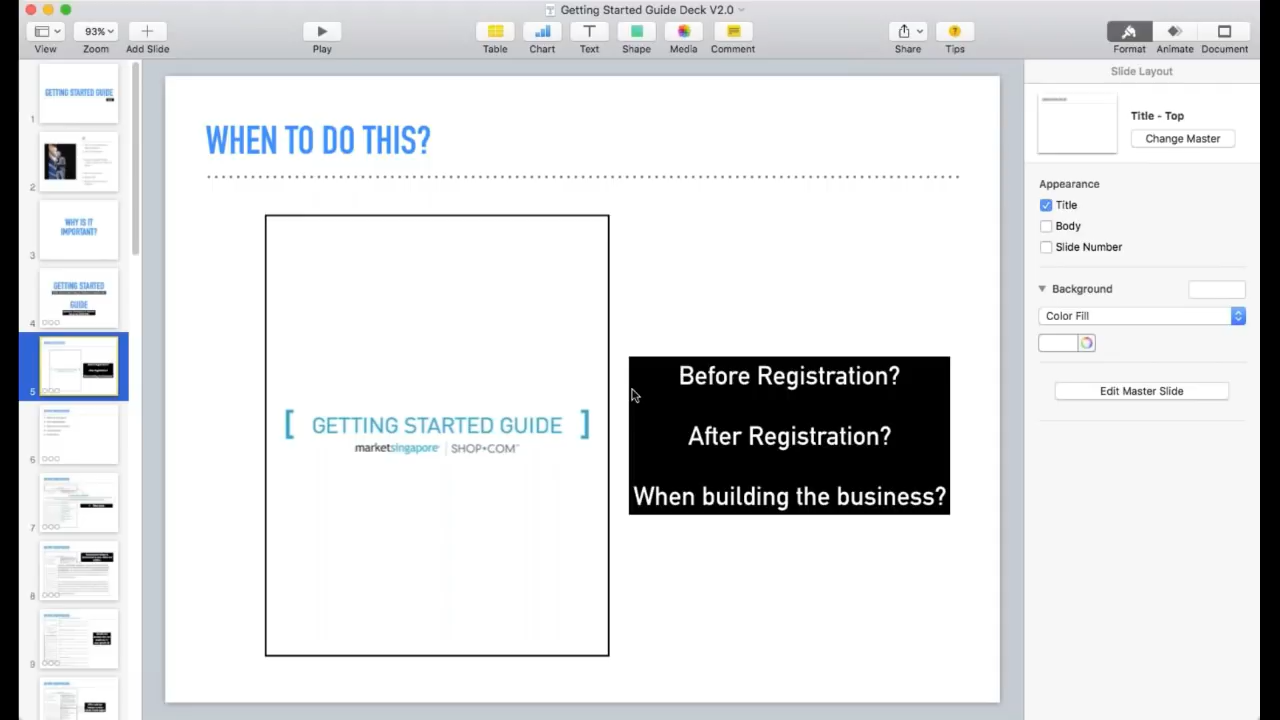 Getting Started Guide Deck V2.0
93%
View
Zoom
Add Slide
Play
Table
Chart
Text
Shape
Media
Comment
Share
Tips
Format
Animate
Document
GETTING STARTED GUIDE
1
2
WHY IS IT
IMPORTANT?
3
GETTING STARTED
GUIDE
4
5
6
7
8
9
WHEN TO DO THIS?
[ GETTING STARTED GUIDE ]
marketsingapore | SHOP•COM™
Before Registration?
After Registration?
When building the business?
Slide Layout
Title - Top
Change Master
Appearance
Title
Body
Slide Number
Background
Color Fill
Edit Master Slide